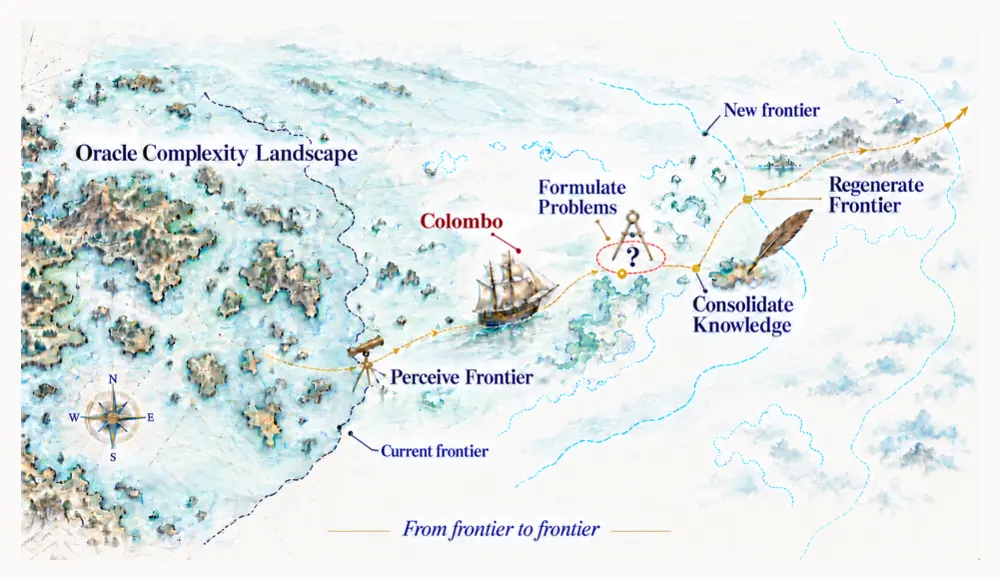 New frontier
Oracle Complexity Landscape
Formulate
Problems
Regenerate
Frontier
Colombo
?
Consolidate
Knowledge
Perceive Frontier
N
W
E
S
Current frontier
From frontier to frontier